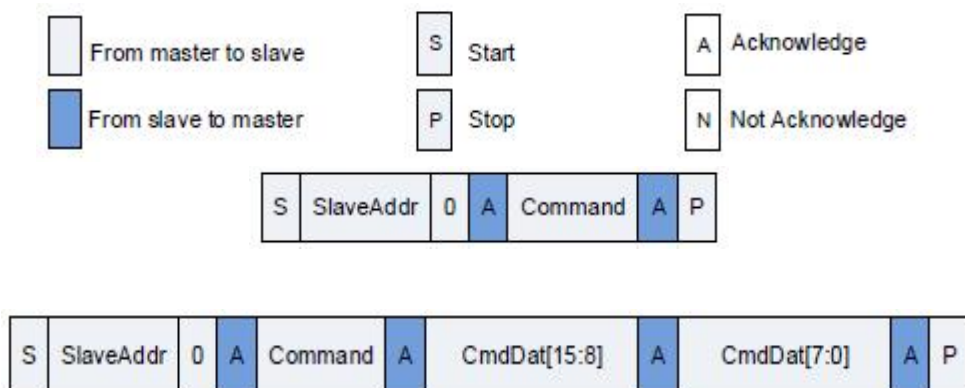 From master to slave S Start A Acknowledge
From slave to master P Stop N Not Acknowledge
S SlaveAddr 0 A Command A P
S SlaveAddr 0 A Command A CmdDat[15:8] A CmdDat[7:0] A P